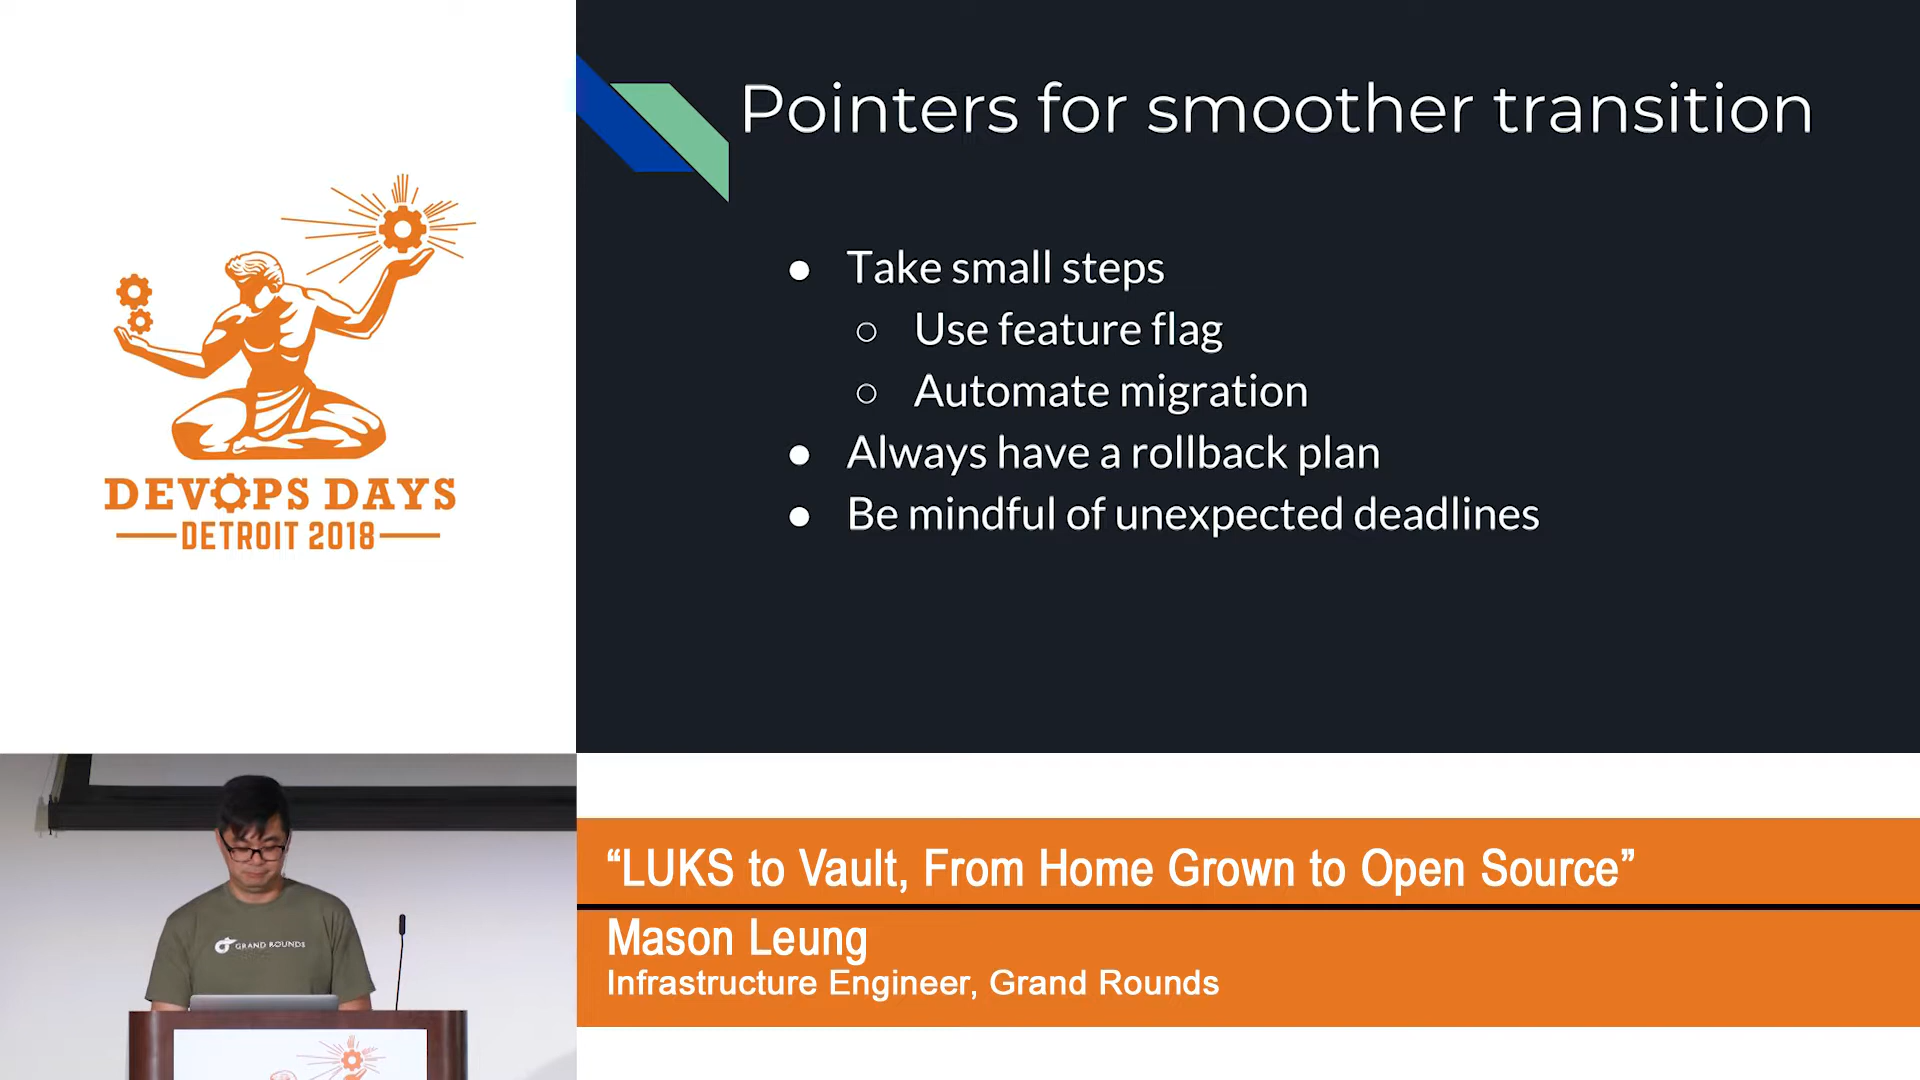 Pointers for smoother transition
● Take small steps
○ Use feature flag
○ Automate migration
● Always have a rollback plan
● Be mindful of unexpected deadlines
DEVOPS DAYS
DETROIT 2018
GRAND ROUNDS
“LUKS to Vault, From Home Grown to Open Source”
Mason Leung
Infrastructure Engineer, Grand Rounds